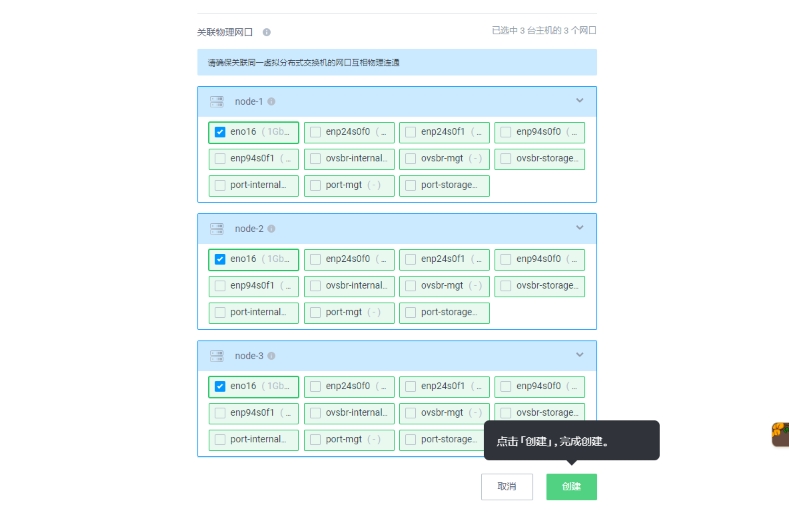 关联物理网口
已选中 3 台主机的 3 个网口
请确保关联同一虚拟分布式交换机的网口互相物理连通
node-1
eno16 ( 1Gb...
enp24s0f0 ( ...
enp24s0f1 ( ...
enp94s0f0 ( ...
enp94s0f1 ( ...
ovsbr-internal...
ovsbr-mgt ( - )
ovsbr-storage...
port-internal...
port-mgt ( - )
port-storage...
node-2
eno16 ( 1Gb...
enp24s0f0 ( ...
enp24s0f1 ( ...
enp94s0f0 ( ...
enp94s0f1 ( ...
ovsbr-internal...
ovsbr-mgt ( - )
ovsbr-storage...
port-internal...
port-mgt ( - )
port-storage...
node-3
eno16 ( 1Gb...
enp24s0f0 ( ...
enp24s0f1 ( ...
enp94s0f0 ( ...
enp94s0f1 ( ...
ovsbr-internal...
ovsbr-mgt ( - )
ovsbr-storage...
port-internal...
port-mgt ( - )
port-storage
点击「创建」，完成创建。
取消
创建